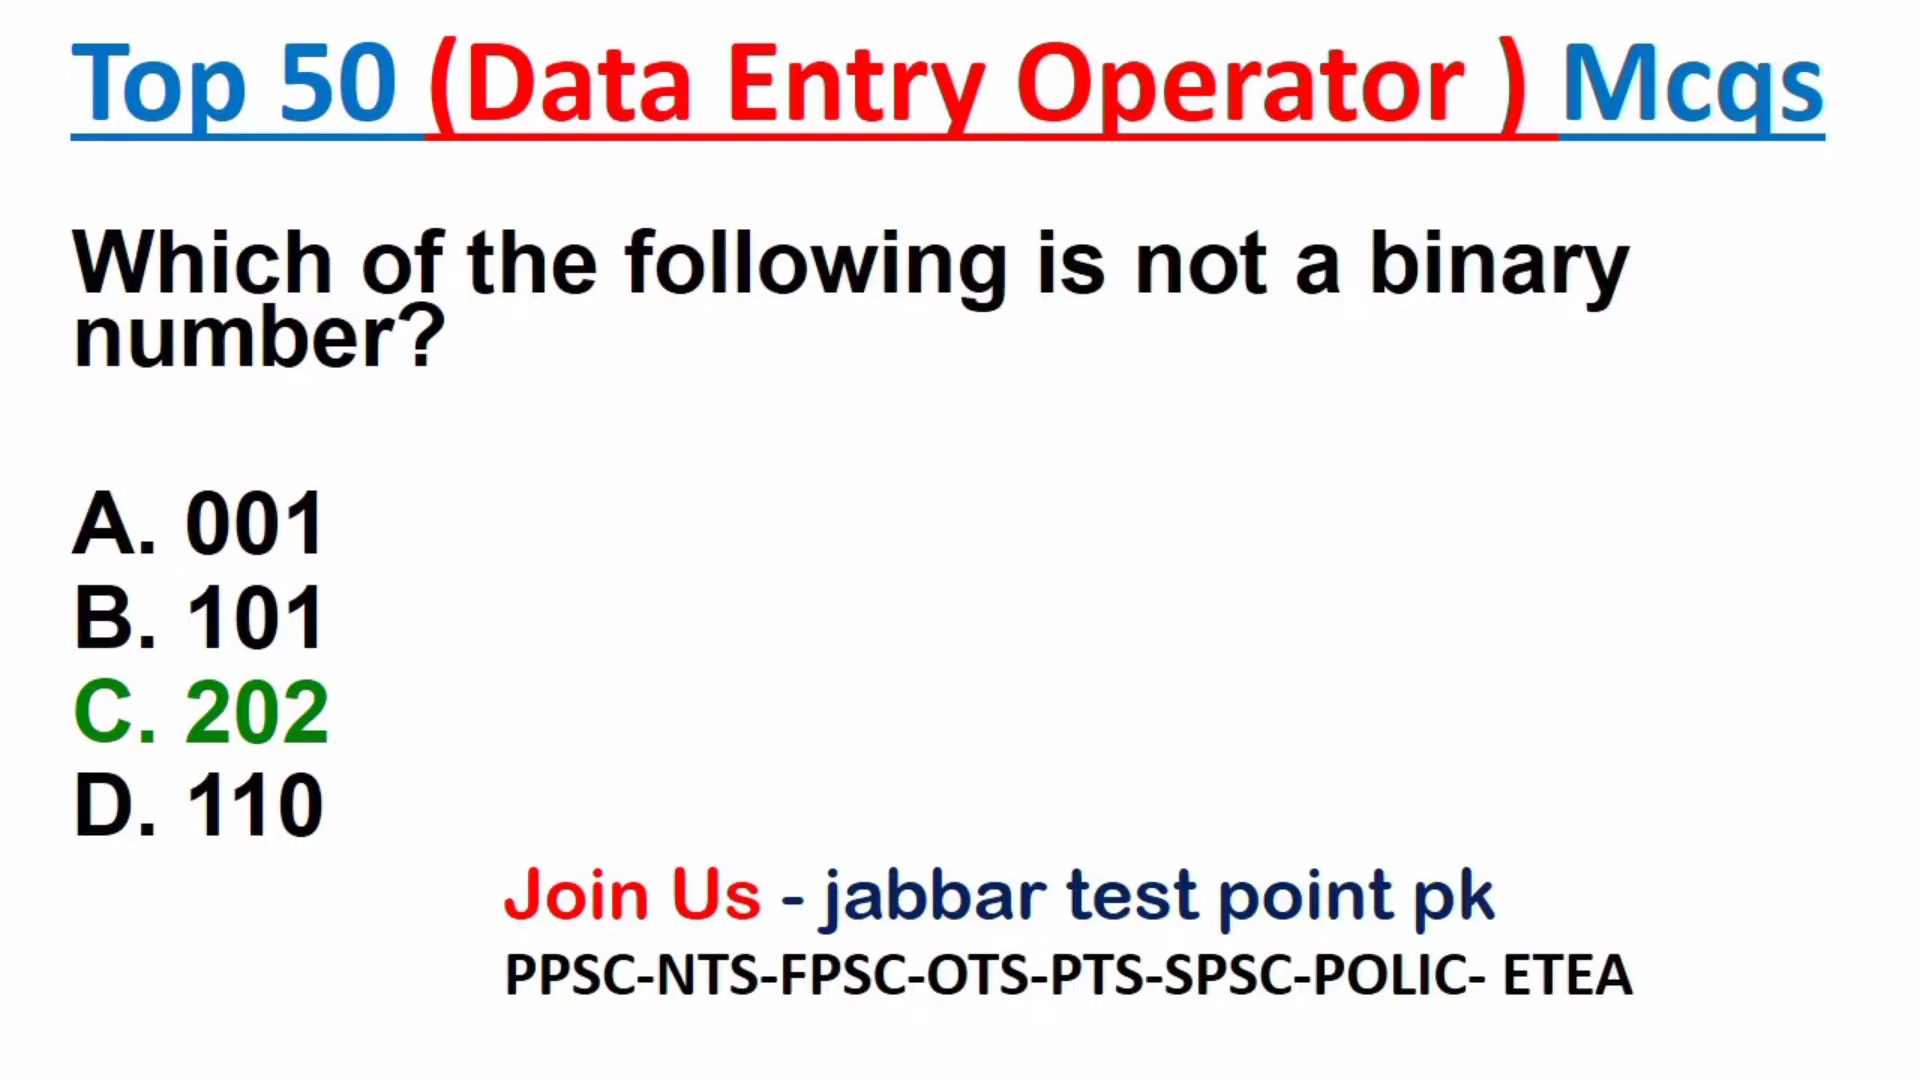 Top 50 (Data Entry Operator ) Mcqs
Which of the following is not a binary
number?
A. 001
B. 101
C. 202
D. 110
Join Us - jabbar test point pk
PPSC-NTS-FPSC-OTS-PTS-SPSC-POLIC- ETEA